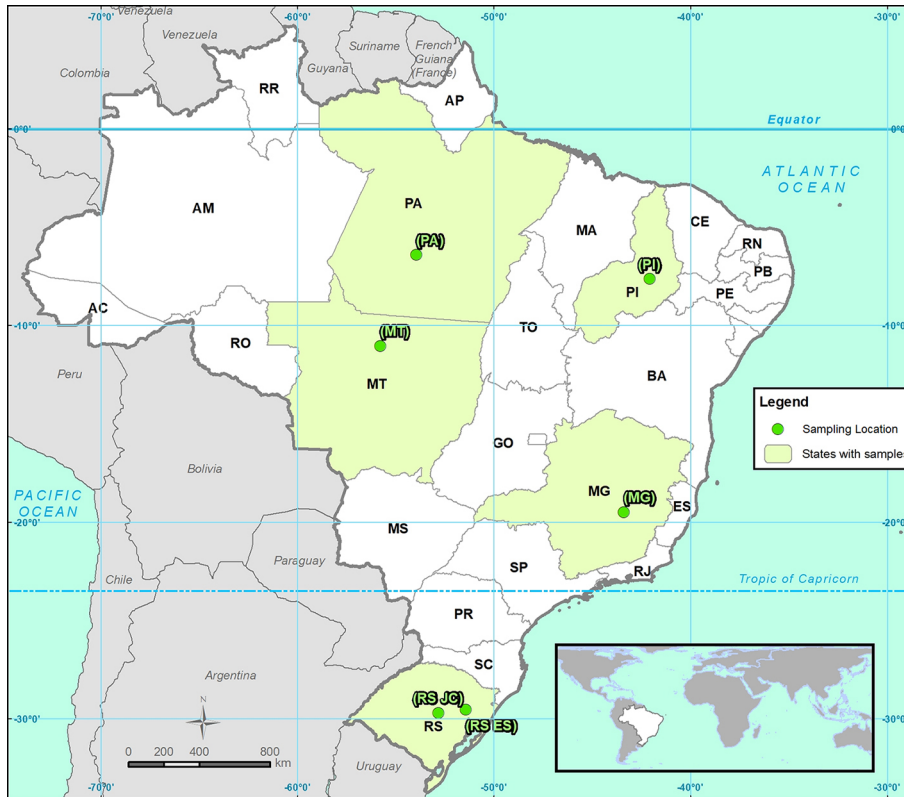 -70°0'
-60°0'
-50°0'
-40°0'
-30°0'
Venezuela
Venezuela
Suriname
French
Guiana
(France)
Guyana
Colombia
RR
AP
0°0'
Equator
0°0'
ATLANTIC
OCEAN
AM
PA
(PA)
MA
CE
RN
PB
(PI)
PI
PE
AC
-10°0'
RO
(MT)
TO
-10°0'
Peru
MT
BA
Legend
Sampling Location
States with samples
GO
Bolivia
PACIFIC
OCEAN
MG
(MG)
ES
-20°0'
MS
-20°0'
Paraguay
SP
RJ
Chile
Tropic of Capricorn
PR
SC
Argentina
N
(RS JC)
RS
(RS ES)
-30°0'
-30°0'
0 200 400 800
km
Uruguay
-70°0'
-60°0'
-50°0'
-40°0'